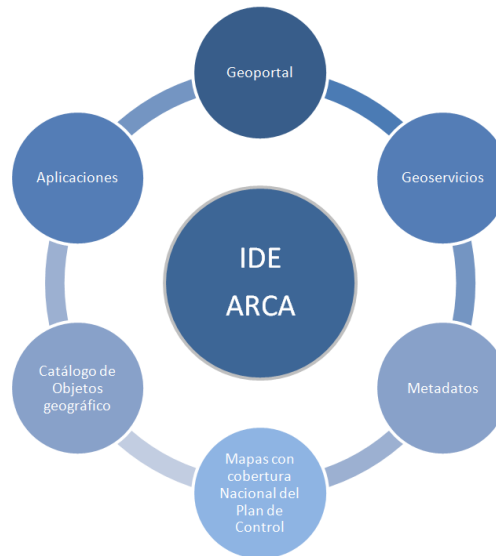 Geoportal
Geoservicios
Metadatos
Mapas con
cobertura
Nacional del
Plan de
Control
Catálogo de
Objetos
geográfico
Aplicaciones
IDE
ARCA